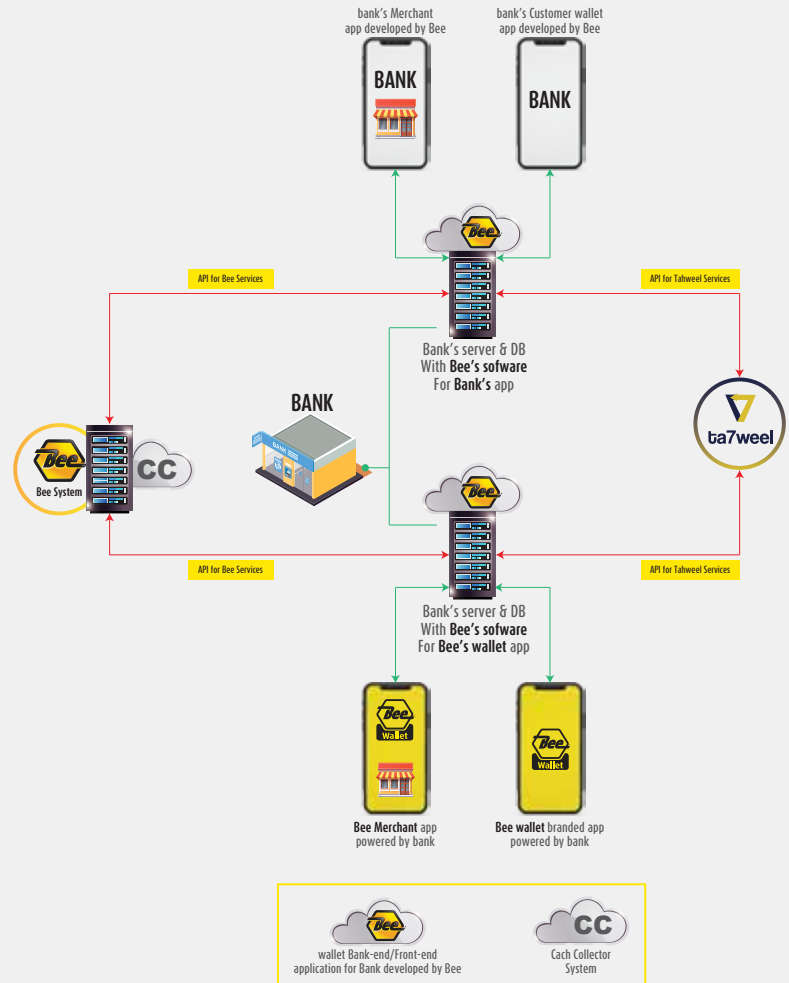 bank's Merchant
app developed by Bee
bank's Customer wallet
app developed by Bee
BANK
BANK
Bee
API for Bee Services
API for Tahweel Services
Bank's server & DB
With Bee's sofware
For Bank's app
BANK
BANK
ta7weel
Bee
Bee System
CC
Bee
API for Bee Services
API for Tahweel Services
Bank's server & DB
With Bee's sofware
For Bee's wallet app
Bee
Wallet
Bee
Wallet
Bee Merchant app
powered by bank
Bee wallet branded app
powered by bank
Bee
CC
wallet Bank-end/Front-end
application for Bank developed by Bee
Cach Collector
System